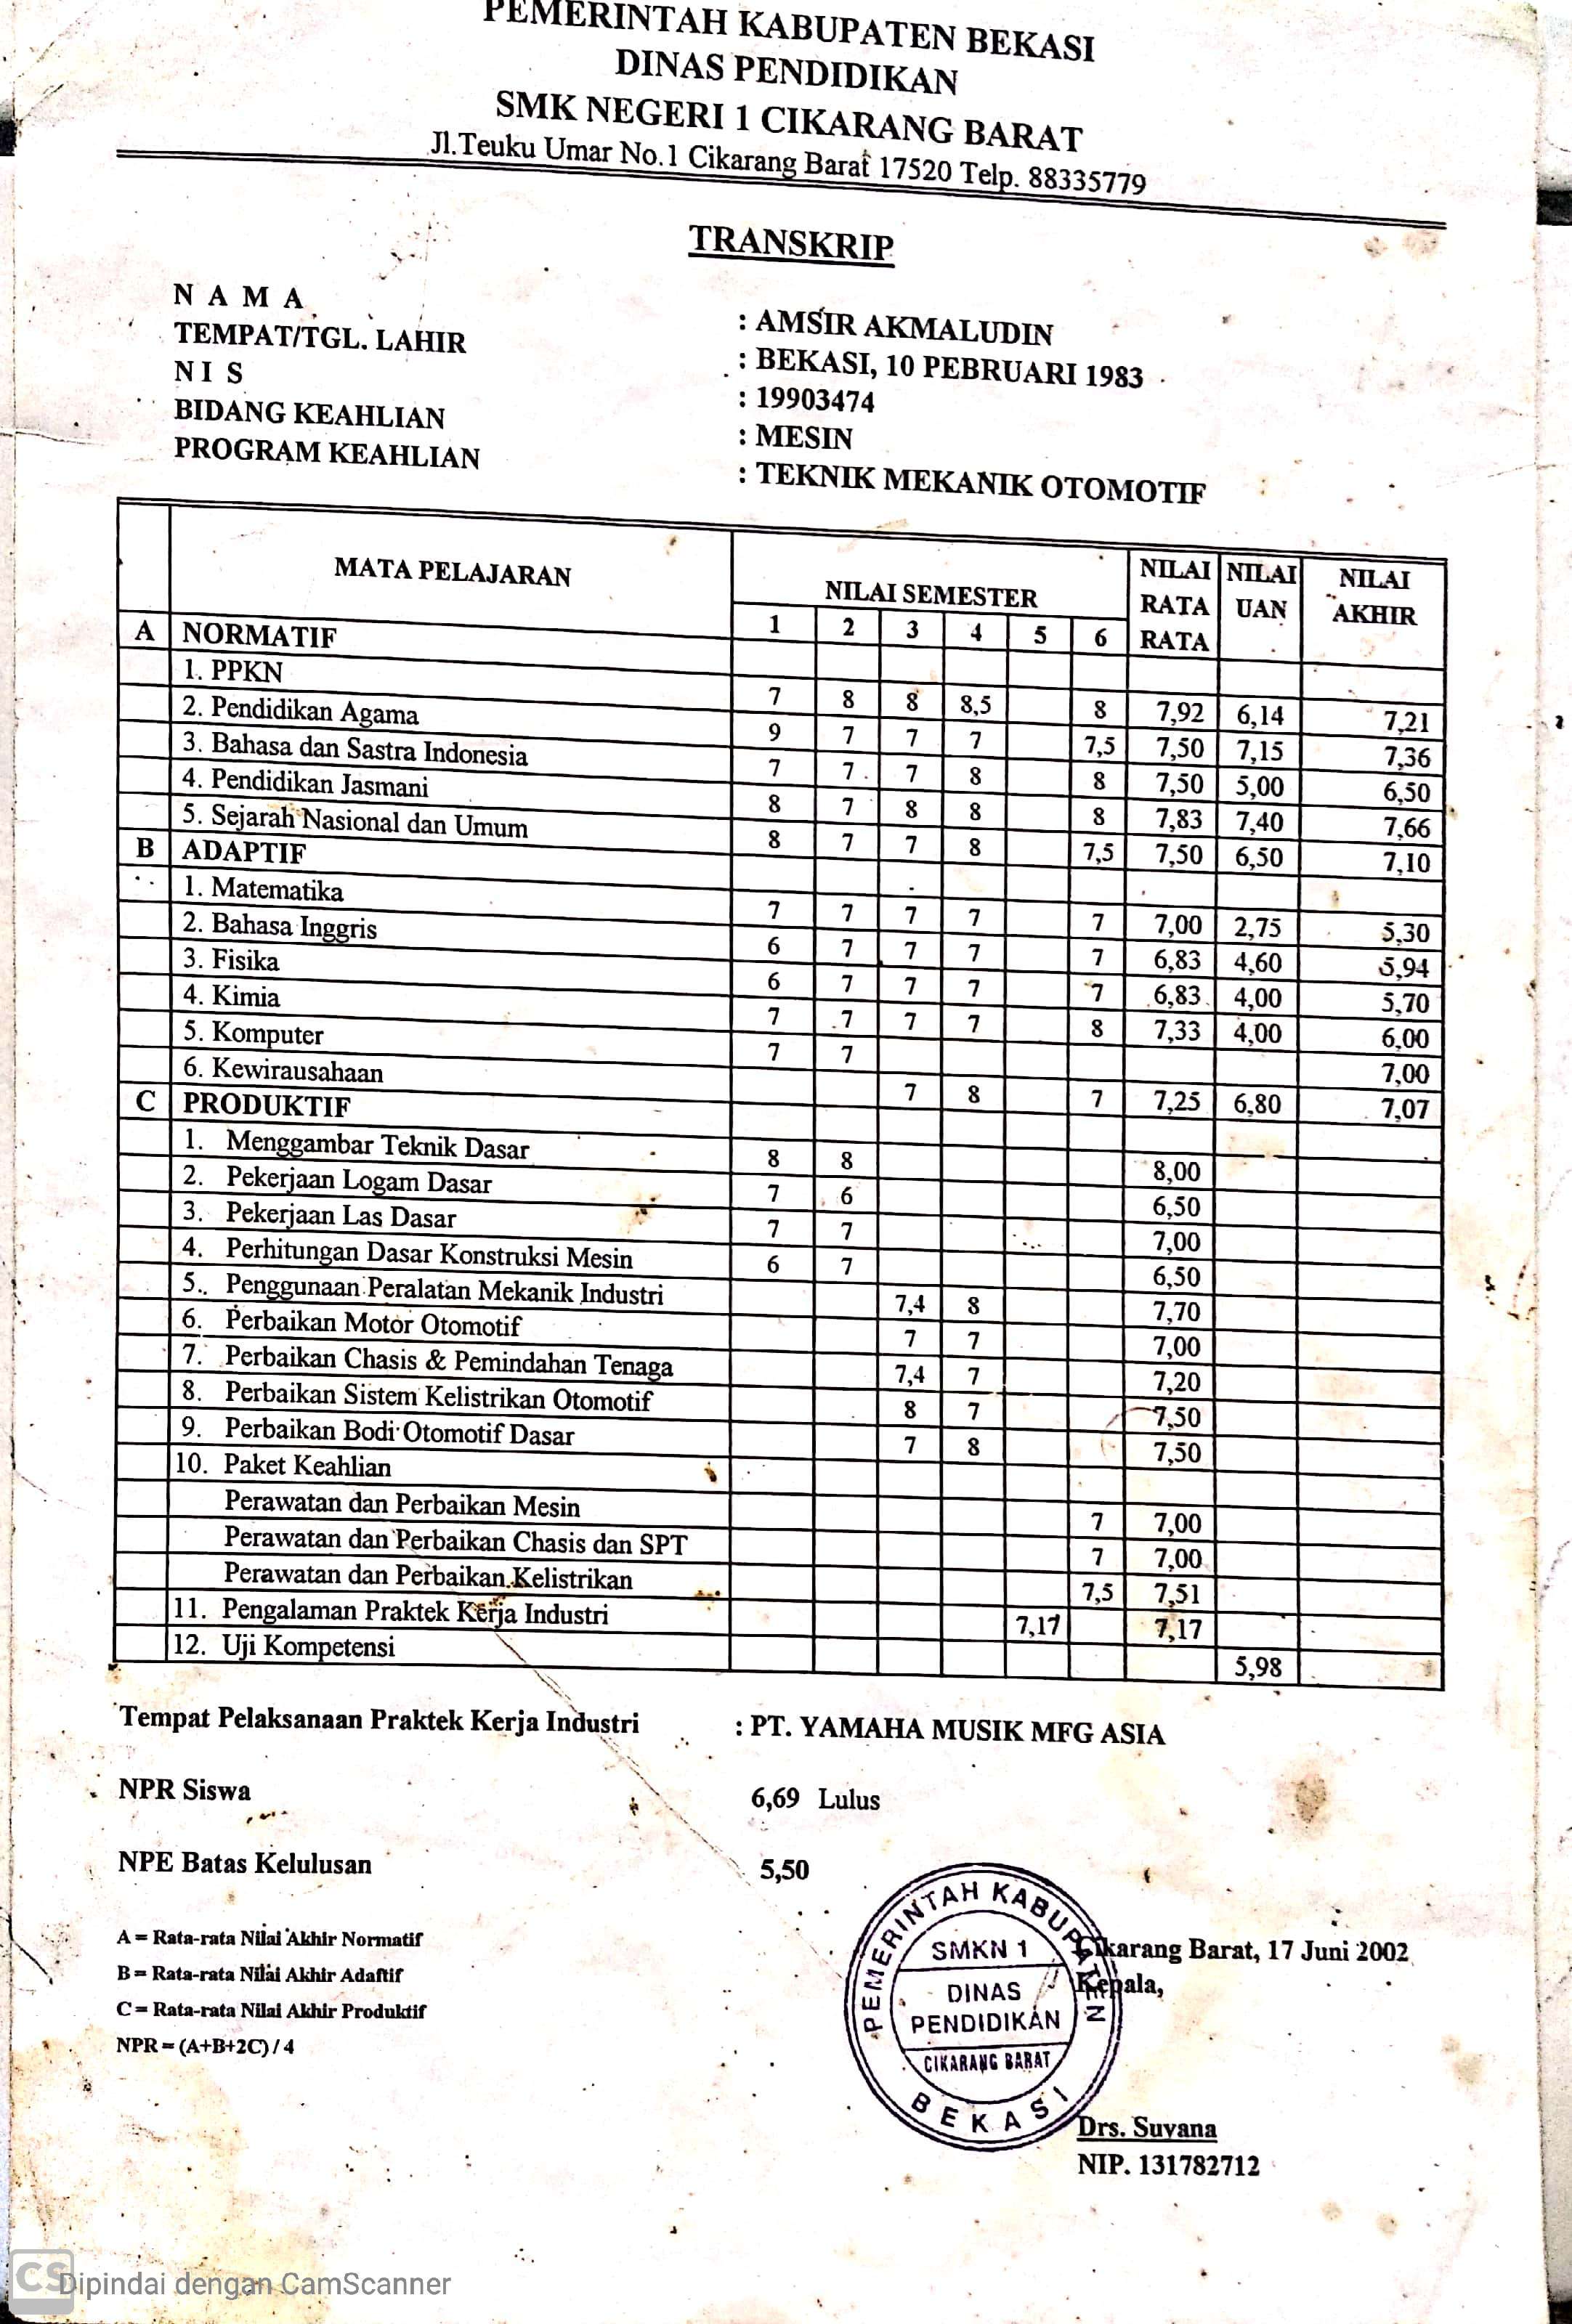 PEMERINTAH KABUPATEN BEKASI
DINAS PENDIDIKAN
SMK NEGERI 1 CIKARANG BARAT
Jl.Teuku Umar No.1 Cikarang Barat 17520 Telp. 88335779
TRANSKRIP
N A M A : AMSIR AKMALUDIN
TEMPAT/TGL. LAHIR : BEKASI, 10 PEBRUARI 1983
N I S : 19903474
BIDANG KEAHLIAN : MESIN
PROGRAM KEAHLIAN : TEKNIK MEKANIK OTOMOTIF
MATA PELAJARAN NILAI SEMESTER NILAI RATA RATA NILAI UAN NILAI AKHIR
1 2 3 4 5 6
A NORMATIF
1. PPKN 7 8 8 8,5 8 7,92 6,14 7,21
2. Pendidikan Agama 9 7 7 7 7,5 7,50 7,15 7,36
3. Bahasa dan Sastra Indonesia 7 7 7 8 8 7,50 5,00 6,50
4. Pendidikan Jasmani 8 7 8 8 8 7,83 7,40 7,66
5. Sejarah Nasional dan Umum 8 7 7 8 7,5 7,50 6,50 7,10
B ADAPTIF
1. Matematika 7 7 7 7 7 7,00 2,75 5,30
2. Bahasa Inggris 6 7 7 7 7 6,83 4,60 5,94
3. Fisika 6 7 7 7 7 6,83 4,00 5,70
4. Kimia 7 7 7 7 8 7,33 4,00 6,00
5. Komputer 7 7 7,00
6. Kewirausahaan 7 8 7 7,25 6,80 7,07
C PRODUKTIF
1. Menggambar Teknik Dasar 8 8 8,00
2. Pekerjaan Logam Dasar 7 6 6,50
3. Pekerjaan Las Dasar 7 7 7,00
4. Perhitungan Dasar Konstruksi Mesin 6 7 6,50
5. Penggunaan Peralatan Mekanik Industri 7,4 8 7,70
6. Perbaikan Motor Otomotif 7 7 7,00
7. Perbaikan Chasis & Pemindahan Tenaga 7,4 7 7,20
8. Perbaikan Sistem Kelistrikan Otomotif 8 7 7,50
9. Perbaikan Bodi Otomotif Dasar 7 8 7,50
10. Paket Keahlian
Perawatan dan Perbaikan Mesin 7 7,00
Perawatan dan Perbaikan Chasis dan SPT 7 7,00
Perawatan dan Perbaikan Kelistrikan 7,5 7,51
11. Pengalaman Praktek Kerja Industri 7,17 7,17
12. Uji Kompetensi 5,98
Tempat Pelaksanaan Praktek Kerja Industri : PT. YAMAHA MUSIK MFG ASIA
NPR Siswa 6,69 Lulus
NPE Batas Kelulusan 5,50
A = Rata-rata Nilai Akhir Normatif
B = Rata-rata Nilai Akhir Adaftif
C = Rata-rata Nilai Akhir Produktif
NPR = (A+B+2C) / 4
PEMERINTAH KABUPATEN
SMKN 1
DINAS
PENDIDIKAN
CIKARANG BARAT
BEKASI
Cikarang Barat, 17 Juni 2002
Kepala,
Drs. Suyana
NIP. 131782712
CS Dipindai dengan CamScanner